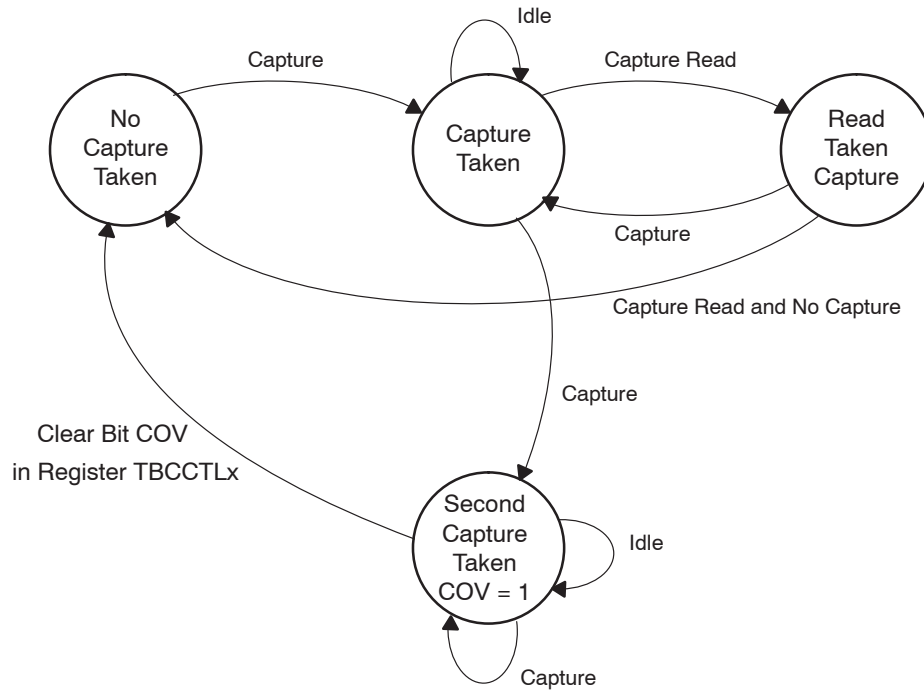 Idle
Capture
Capture Read
No
Capture
Taken
Capture
Taken
Read
Taken
Capture
Capture
Capture Read and No Capture
Capture
Clear Bit COV
in Register TBCCTLx
Second
Capture
Taken
COV = 1
Idle
Capture